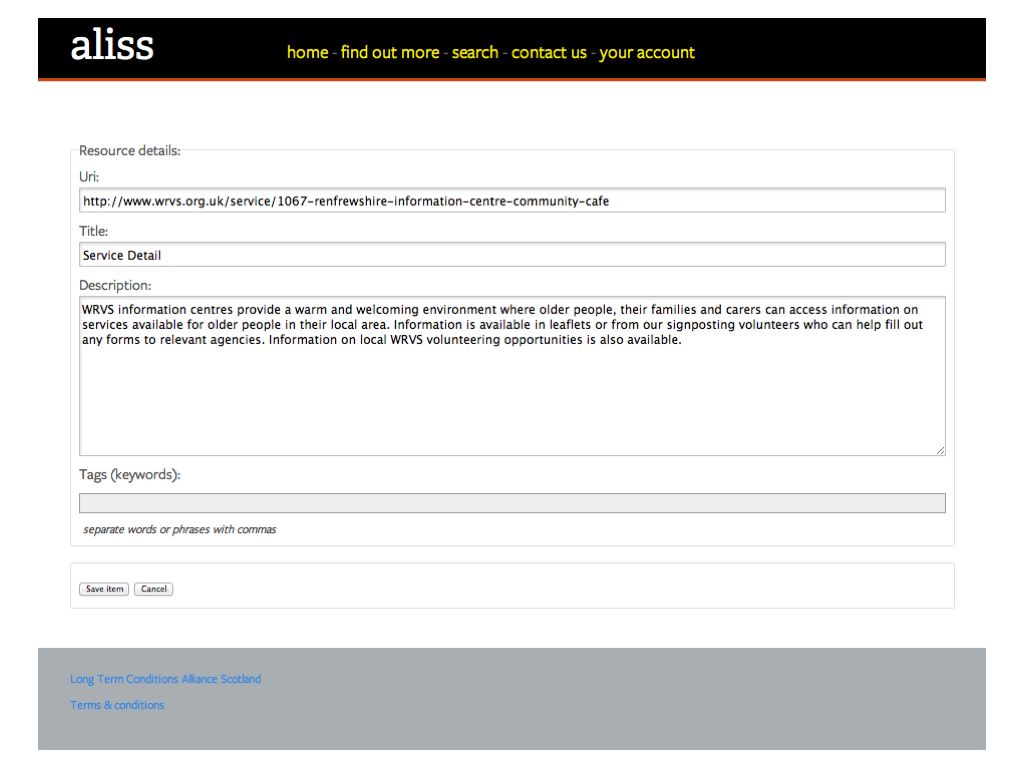 aliss
home - find out more - search - contact us - your account
Resource details:
Uri:
http://www.wrvs.org.uk/service/1067-renfrewshire-information-centre-community-cafe
Title:
Service Detail
Description:
WRVS information centres provide a warm and welcoming environment where older people, their families and carers can access information on
services available for older people in their local area. Information is available in leaflets or from our signposting volunteers who can help fill out
any forms to relevant agencies. Information on local WRVS volunteering opportunities is also available.
Tags (keywords):
separate words or phrases with commas
Save item Cancel
Long Term Conditions Alliance Scotland
Terms & conditions